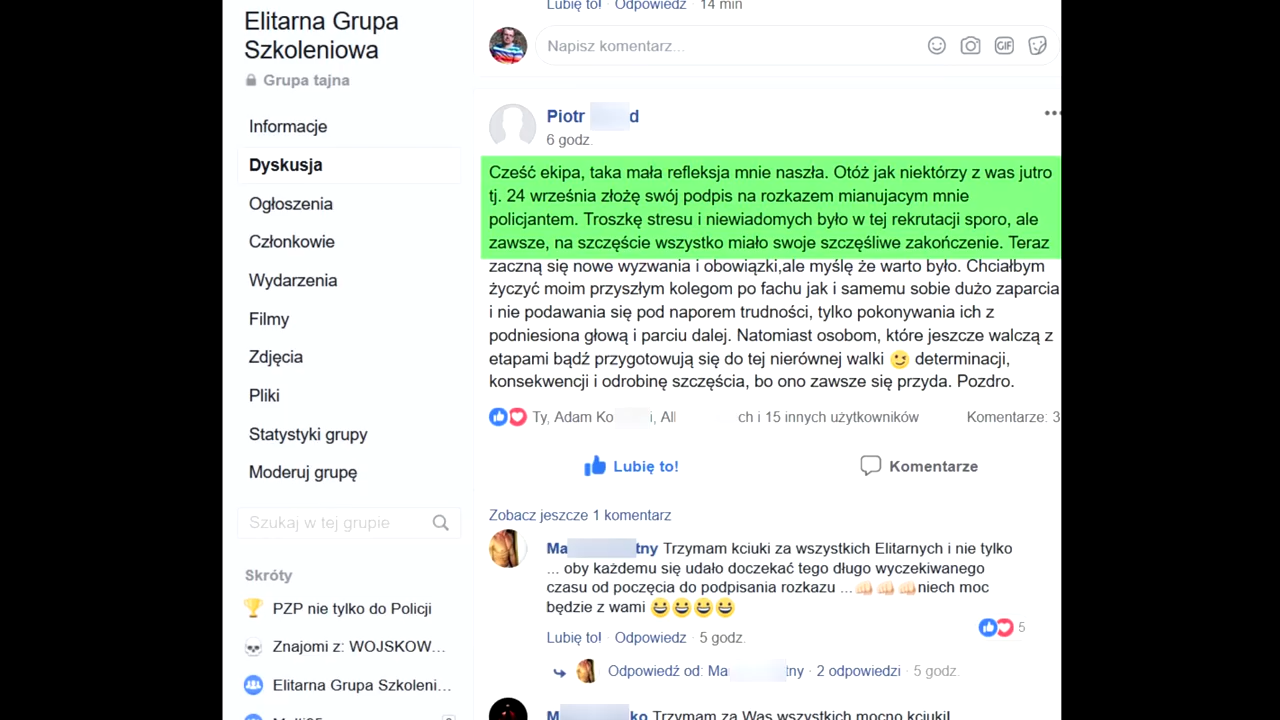 Elitarna Grupa
Szkoleniowa
Grupa tajna
Informacje
Dyskusja
Ogłoszenia
Członkowie
Wydarzenia
Filmy
Zdjęcia
Pliki
Statystyki grupy
Moderuj grupę
Szukaj w tej grupie
Skróty
PZP nie tylko do Policji
Znajomi z: WOJSKOW...
Elitarna Grupa Szkoleni...
Lubię to! · Odpowiedz · 14 min
Napisz komentarz...
GIF
Piotr d
6 godz.
Cześć ekipa, taka mała refleksja mnie naszła. Otóż jak niektórzy z was jutro
tj. 24 września złożę swój podpis na rozkazem mianujacym mnie
policjantem. Troszkę stresu i niewiadomych było w tej rekrutacji sporo, ale
zawsze, na szczęście wszystko miało swoje szczęśliwe zakończenie. Teraz
zaczną się nowe wyzwania i obowiązki,ale myślę że warto było. Chciałbym
życzyć moim przyszłym kolegom po fachu jak i samemu sobie dużo zaparcia
i nie podawania się pod naporem trudności, tylko pokonywania ich z
podniesiona głową i parciu dalej. Natomiast osobom, które jeszcze walczą z
etapami bądź przygotowują się do tej nierównej walki 😉 determinacji,
konsekwencji i odrobinę szczęścia, bo ono zawsze się przyda. Pozdro.
Ty, Adam Ko i, Al ch i 15 innych użytkowników Komentarze: 3
Lubię to! Komentarze
Zobacz jeszcze 1 komentarz
Ma tny Trzymam kciuki za wszystkich Elitarnych i nie tylko
... oby każdemu się udało doczekać tego długo wyczekiwanego
czasu od poczęcia do podpisania rozkazu ...👊🏻👊🏻👊🏻niech moc
będzie z wami 😀😀😀😀
5
Lubię to! · Odpowiedz · 5 godz.
Odpowiedź od: Ma tny · 2 odpowiedzi · 5 godz.
M ko Trzymam za Was wszystkich mocno kciuki!